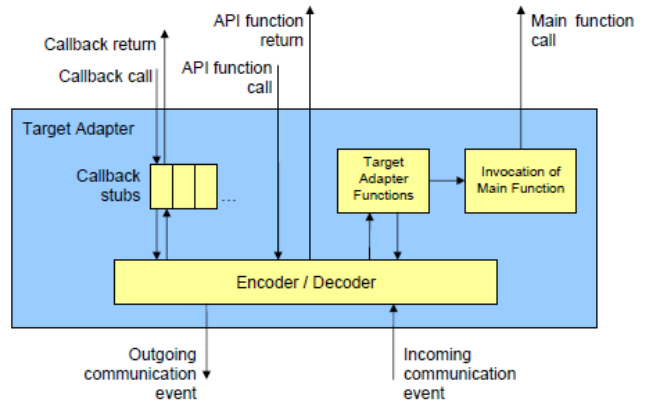 API function
return
Main function
call
Callback return
Callback call
API function
call
Target Adapter
Callback
stubs
...
Target
Adapter
Functions
Invocation of
Main Function
Encoder / Decoder
Outgoing
communication
event
Incoming
communication
event